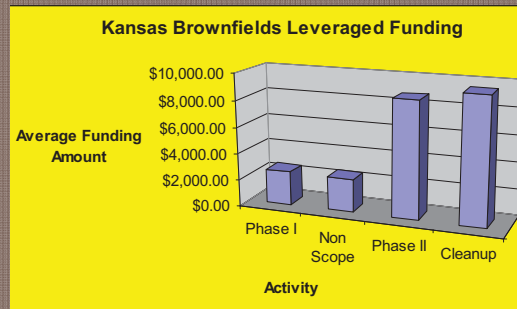 Kansas Brownfields Leveraged Funding
$10,000.00
$8,000.00
$6,000.00
$4,000.00
$2,000.00
$0.00
Average Funding
Amount
Phase I
Non
Scope
Phase II
Cleanup
Activity